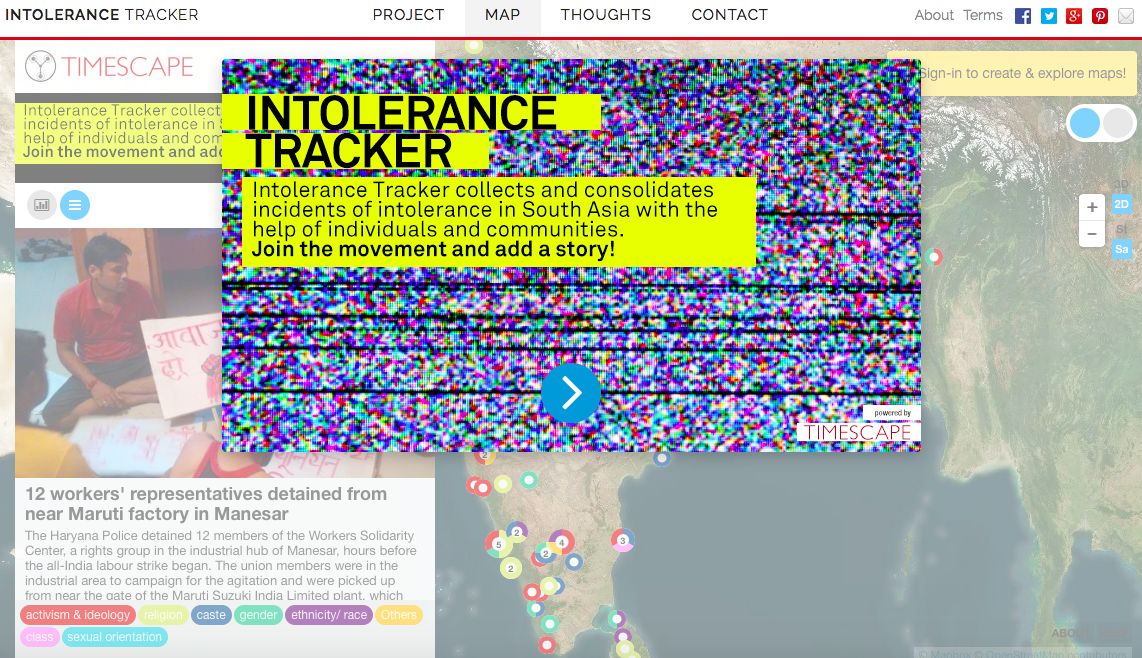 INTOLERANCE TRACKER
PROJECT
MAP
THOUGHTS
CONTACT
About Terms
TIMESCAPE
Sign-in to create & explore maps!
Intolerance Tracker collect
incidents of intolerance in
help of individuals and com
Join the movement and add
INTOLERANCE
TRACKER
Intolerance Tracker collects and consolidates
incidents of intolerance in South Asia with the
help of individuals and communities.
Join the movement and add a story!
powered by
TIMESCAPE
3D
2D
+
−
St
Sa
आवाज
हो
12 workers' representatives detained from
near Maruti factory in Manesar
The Haryana Police detained 12 members of the Workers Solidarity
Center, a rights group in the industrial hub of Manesar, hours before
the all-India labour strike began. The union members were in the
industrial area to campaign for the agitation and were picked up
from near the gate of the Maruti Suzuki India Limited plant, which
activism & ideology religion caste gender ethnicity/ race Others
class sexual orientation
2
2
5
4
2
2
3
© Mapbox © OpenStreetMap contributors